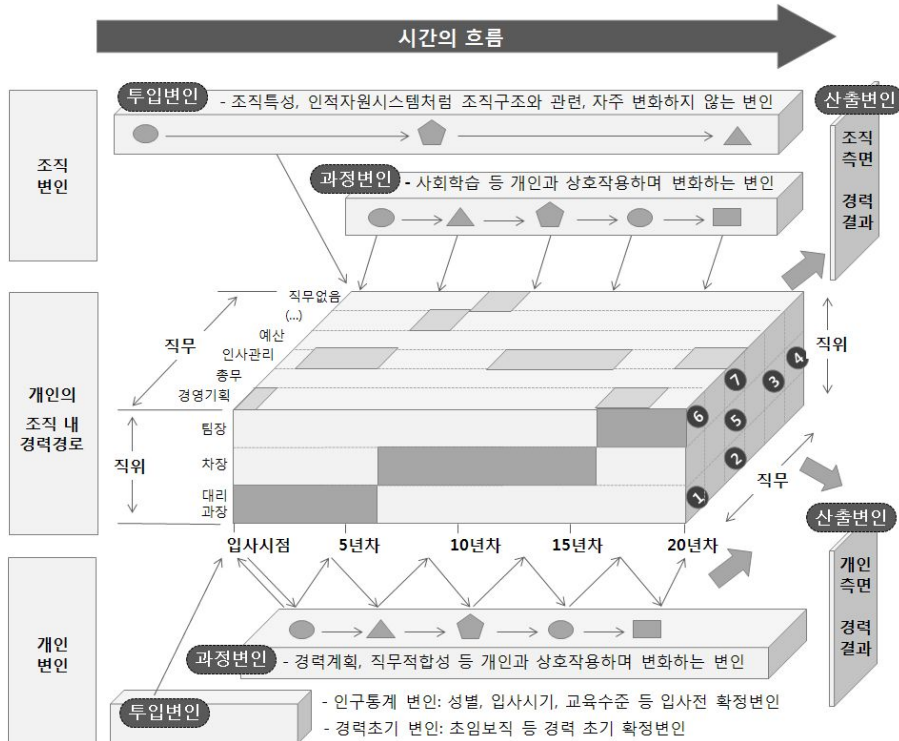 시간의 흐름
투입변인 - 조직특성, 인적자원시스템처럼 조직구조와 관련, 자주 변화하지 않는 변인
산출변인
조직
측면
경력
결과
조직
변인
과정변인 - 사회학습 등 개인과 상호작용하며 변화하는 변인
개인의
조직 내
경력경로
직무
직무없음
(...)
예산
인사관리
총무
경영기획
직위
팀장
차장
대리
과장
직위
직무
1
2
3
4
5
6
7
입사시점 5년차 10년차 15년차 20년차
산출변인
개인
측면
경력
결과
개인
변인
과정변인 - 경력계획, 직무적합성 등 개인과 상호작용하며 변화하는 변인
투입변인
- 인구통계 변인: 성별, 입사시기, 교육수준 등 입사전 확정변인
- 경력초기 변인: 초임보직 등 경력 초기 확정변인